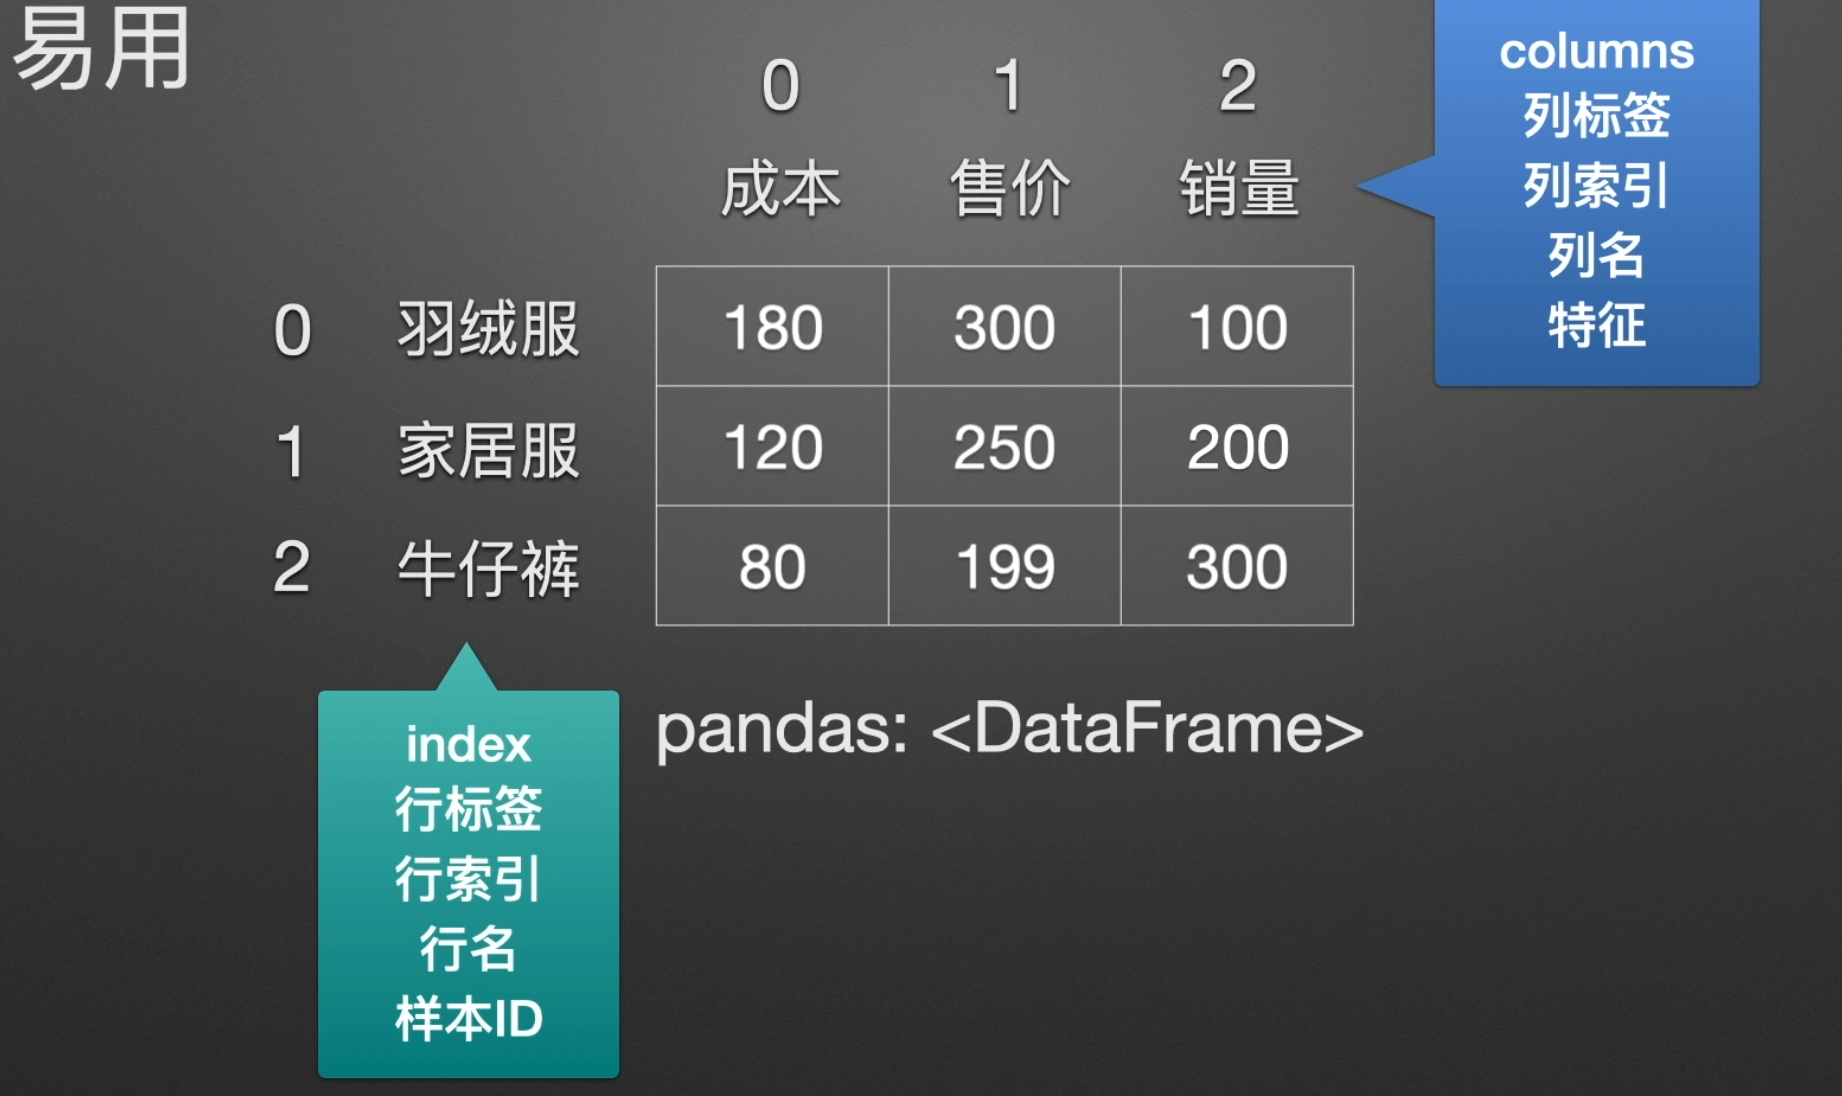 易用
0 1 2
成本 售价 销量
0 羽绒服 180 300 100
1 家居服 120 250 200
2 牛仔裤 80 199 300
columns
列标签
列索引
列名
特征
index
行标签
行索引
行名
样本ID
pandas: <DataFrame>